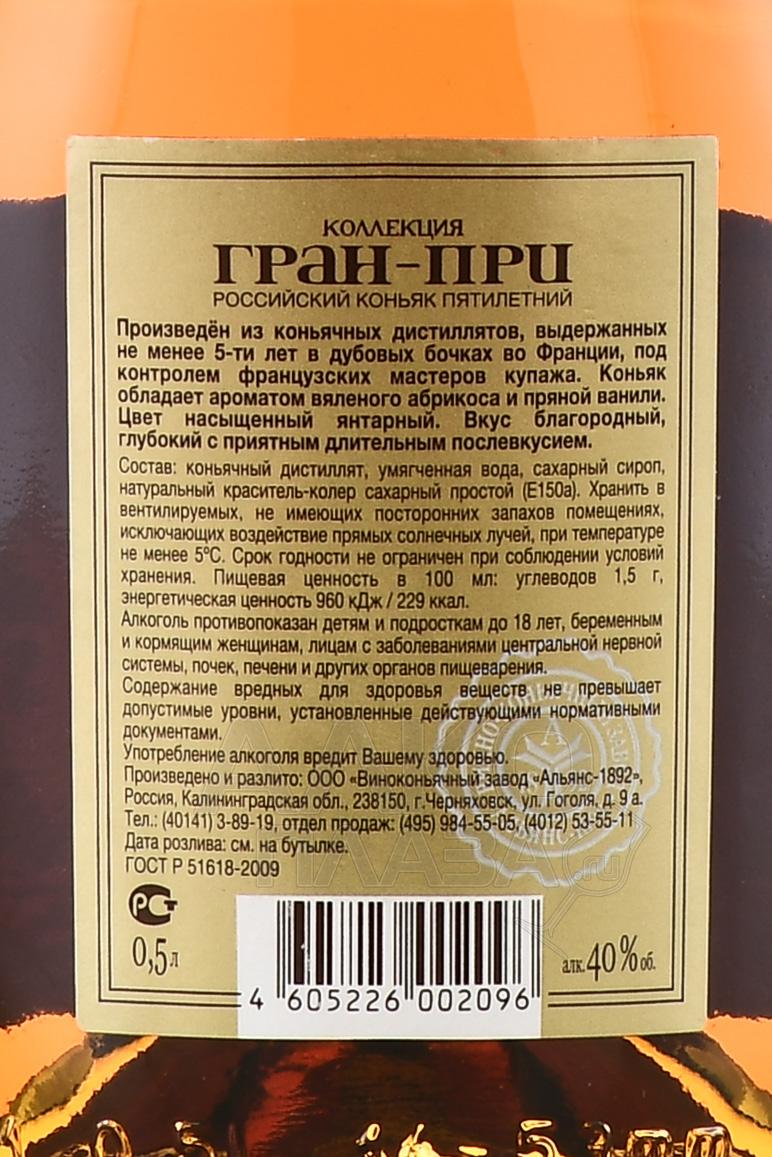 КОЛЛЕКЦИЯ
ГРАН-ПРИ
РОССИЙСКИЙ КОНЬЯК ПЯТИЛЕТНИЙ
Произведён из коньячных дистиллятов, выдержанных
не менее 5-ти лет в дубовых бочках во Франции, под
контролем французских мастеров купажа. Коньяк
обладает ароматом вяленого абрикоса и пряной ванили.
Цвет насыщенный янтарный. Вкус благородный,
глубокий с приятным длительным послевкусием.
Состав: коньячный дистиллят, умягченная вода, сахарный сироп,
натуральный краситель-колер сахарный простой (Е150а). Хранить в
вентилируемых, не имеющих посторонних запахов помещениях,
исключающих воздействие прямых солнечных лучей, при температуре
не менее 5°С. Срок годности не ограничен при соблюдении условий
хранения. Пищевая ценность в 100 мл: углеводов 1,5 г,
энергетическая ценность 960 кДж / 229 ккал.
Алкоголь противопоказан детям и подросткам до 18 лет, беременным
и кормящим женщинам, лицам с заболеваниями центральной нервной
системы, почек, печени и других органов пищеварения.
Содержание вредных для здоровья веществ не превышает
допустимые уровни, установленные действующими нормативными
документами.
Употребление алкоголя вредит Вашему здоровью.
Произведено и разлито: ООО «Виноконьячный завод «Альянс-1892»,
Россия, Калининградская обл., 238150, г.Черняховск, ул. Гоголя, д. 9 а.
Тел.: (40141) 3-89-19, отдел продаж: (495) 984-55-05, (4012) 53-55-11
Дата розлива: см. на бутылке.
ГОСТ Р 51618-2009
РСТ
0,5л
алк.40%об.
4 605226 002096